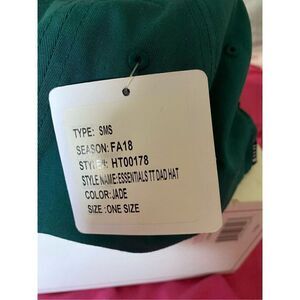 TYPE: SMS
SEASON: FA18
STYLE#: HT00178
STYLE NAME: ESSENTIALS TT DAD HAT
COLOR: JADE
SIZE : ONE SIZE